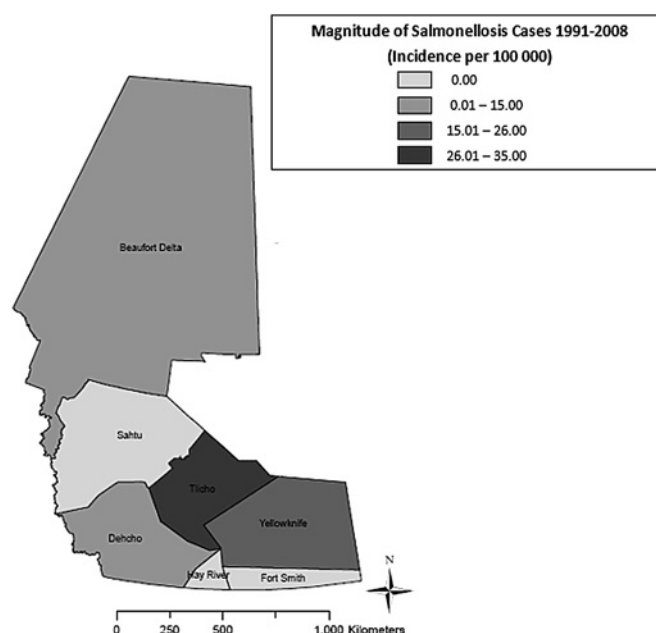 Magnitude of Salmonellosis Cases 1991-2008
(Incidence per 100 000)
0.00
0.01 – 15.00
15.01 – 26.00
26.01 – 35.00
Beaufort Delta
Sahtu
Tlicho
Yellowknife
Dehcho
Hay River
Fort Smith
N
0 250 500 1,000 Kilometers